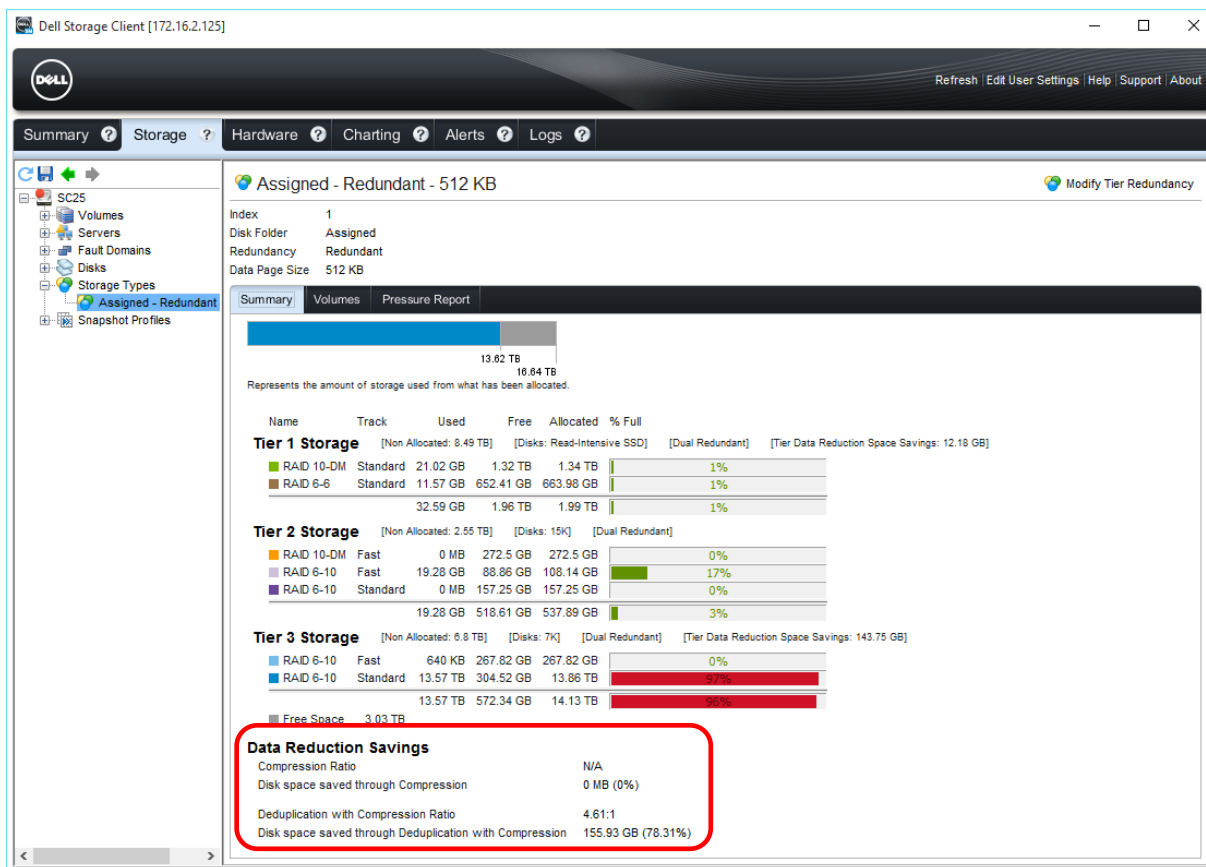 Dell Storage Client [172.16.2.125]
DELL
Refresh Edit User Settings Help Support About
Summary ? Storage ? Hardware ? Charting ? Alerts ? Logs ?
SC25
Volumes
Servers
Fault Domains
Disks
Storage Types
Assigned - Redundant
Snapshot Profiles
Assigned - Redundant - 512 KB
Modify Tier Redundancy
Index 1
Disk Folder Assigned
Redundancy Redundant
Data Page Size 512 KB
Summary Volumes Pressure Report
13.62 TB
16.64 TB
Represents the amount of storage used from what has been allocated.
Name Track Used Free Allocated % Full
Tier 1 Storage [Non Allocated: 8.49 TB] [Disks: Read-Intensive SSD] [Dual Redundant] [Tier Data Reduction Space Savings: 12.18 GB]
RAID 10-DM Standard 21.02 GB 1.32 TB 1.34 TB 1%
RAID 6-6 Standard 11.57 GB 652.41 GB 663.98 GB 1%
32.59 GB 1.96 TB 1.99 TB 1%
Tier 2 Storage [Non Allocated: 2.55 TB] [Disks: 15K] [Dual Redundant]
RAID 10-DM Fast 0 MB 272.5 GB 272.5 GB 0%
RAID 6-10 Fast 19.28 GB 88.86 GB 108.14 GB 17%
RAID 6-10 Standard 0 MB 157.25 GB 157.25 GB 0%
19.28 GB 518.61 GB 537.89 GB 3%
Tier 3 Storage [Non Allocated: 6.8 TB] [Disks: 7K] [Dual Redundant] [Tier Data Reduction Space Savings: 143.75 GB]
RAID 6-10 Fast 640 KB 267.82 GB 267.82 GB 0%
RAID 6-10 Standard 13.57 TB 304.52 GB 13.86 TB 97%
13.57 TB 572.34 GB 14.13 TB 96%
Free Space 3.03 TB
Data Reduction Savings
Compression Ratio N/A
Disk space saved through Compression 0 MB (0%)
Deduplication with Compression Ratio 4.61:1
Disk space saved through Deduplication with Compression 155.93 GB (78.31%)